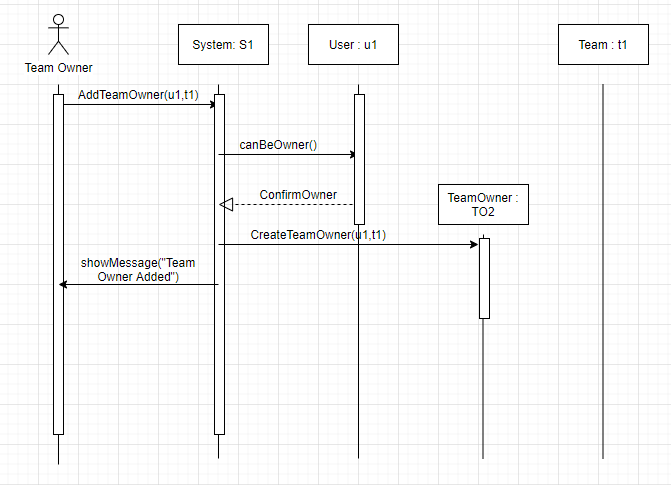 System: S1
User : u1
Team : t1
Team Owner
AddTeamOwner(u1,t1)
canBeOwner()
ConfirmOwner
TeamOwner :
TO2
CreateTeamOwner(u1,t1)
showMessage("Team
Owner Added")